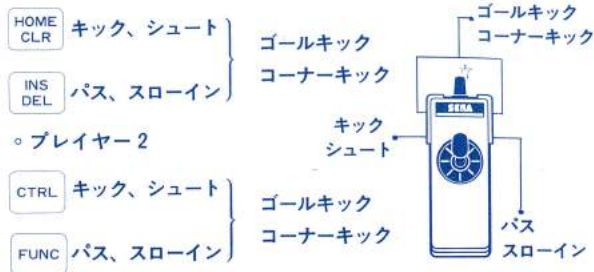 HOME
CLR
キック、シュート
INS
DEL
パス、スローイン
ゴールキック
コーナーキック
。プレイヤー2
CTRL
キック、シュート
FUNC
パス、スローイン
ゴールキック
コーナーキック
ゴールキック
コーナーキック
SEGA
キック
シュート
パス
スローイン